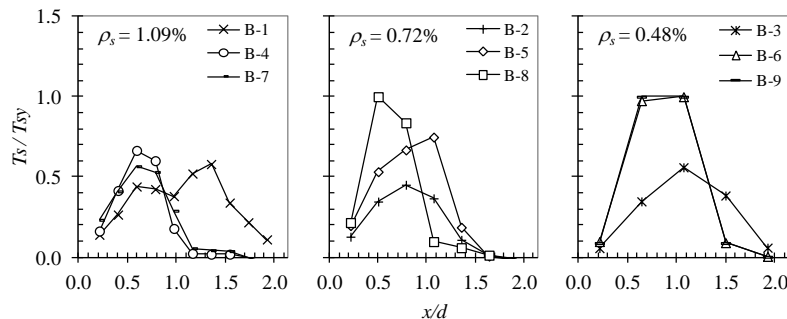 1.5
1.0
0.5
0.0
Ts / Tsy
ρs = 1.09%
B-1
B-4
B-7
0.0 0.5 1.0 1.5 2.0
ρs = 0.72%
B-2
B-5
B-8
0.0 0.5 1.0 1.5 2.0
ρs = 0.48%
B-3
B-6
B-9
0.0 0.5 1.0 1.5 2.0
x/d